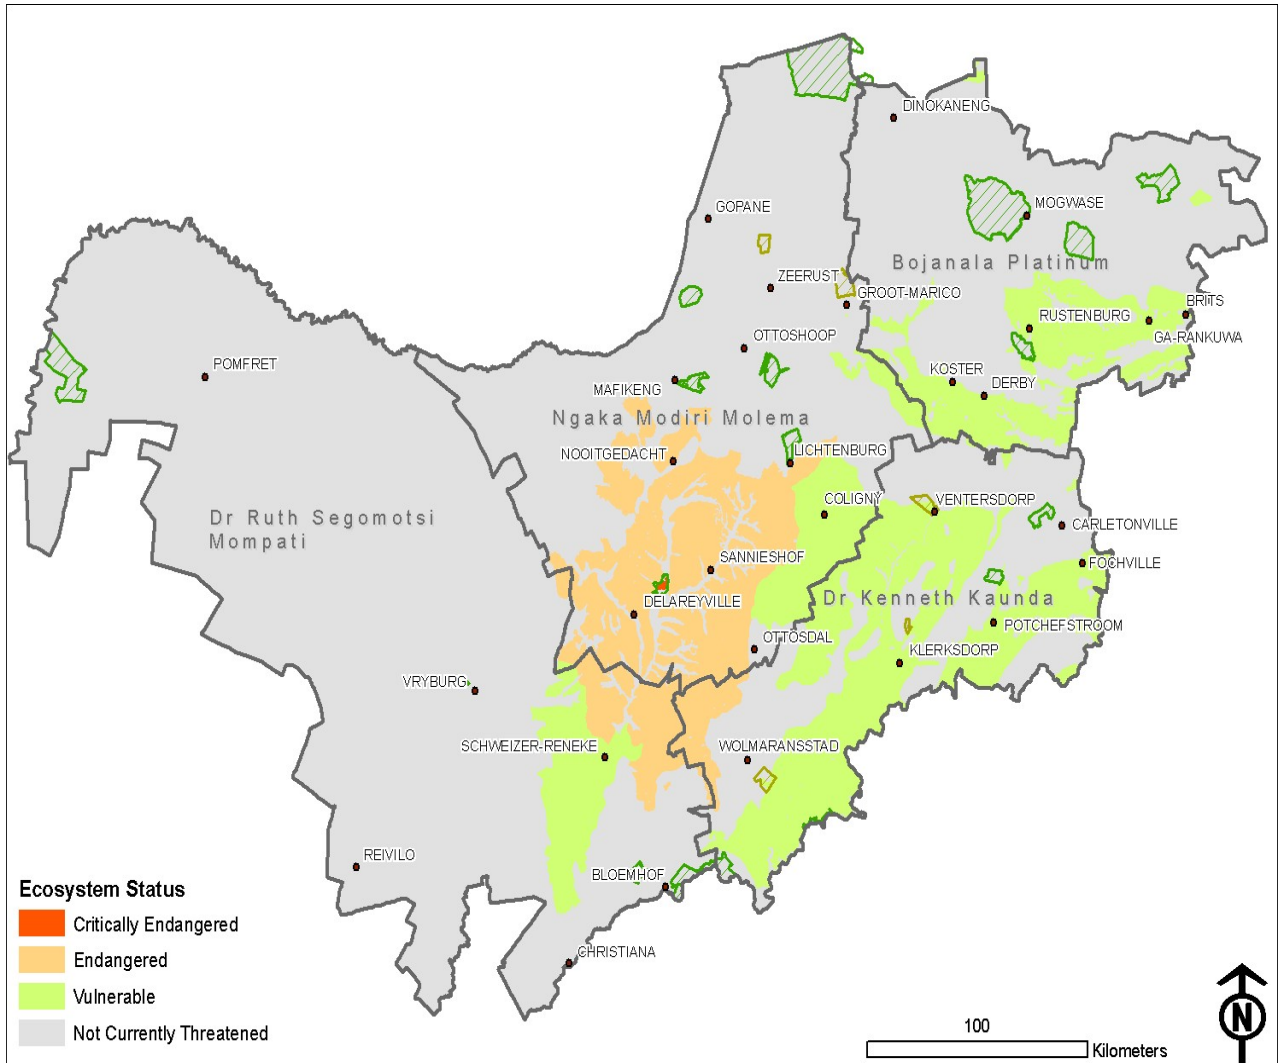 DINOKANENG
GOPANE
MOGWASE
Bojanala Platinum
ZEERUST
GROOT-MARICO
BRITS
RUSTENBURG
GA-RANKUWA
OTTOSHOOP
POMFRET
KOSTER
DERBY
MAFIKENG
Ngaka Modiri Molema
NOOITGEDACHT
LICHTENBURG
COLIGNY
VENTERSDORP
Dr Ruth Segomotsi
Mompati
CARLETONVILLE
SANNIESHOF
FOCHVILLE
DELAREYVILLE
Dr Kenneth Kaunda
POTCHEFSTROOM
OTTOSDAL
KLERKSDORP
VRYBURG
SCHWEIZER-RENEKE
WOLMARANSSTAD
REIVILO
BLOEMHOF
CHRISTIANA
Ecosystem Status
Critically Endangered
Endangered
Vulnerable
Not Currently Threatened
100
Kilometers
N